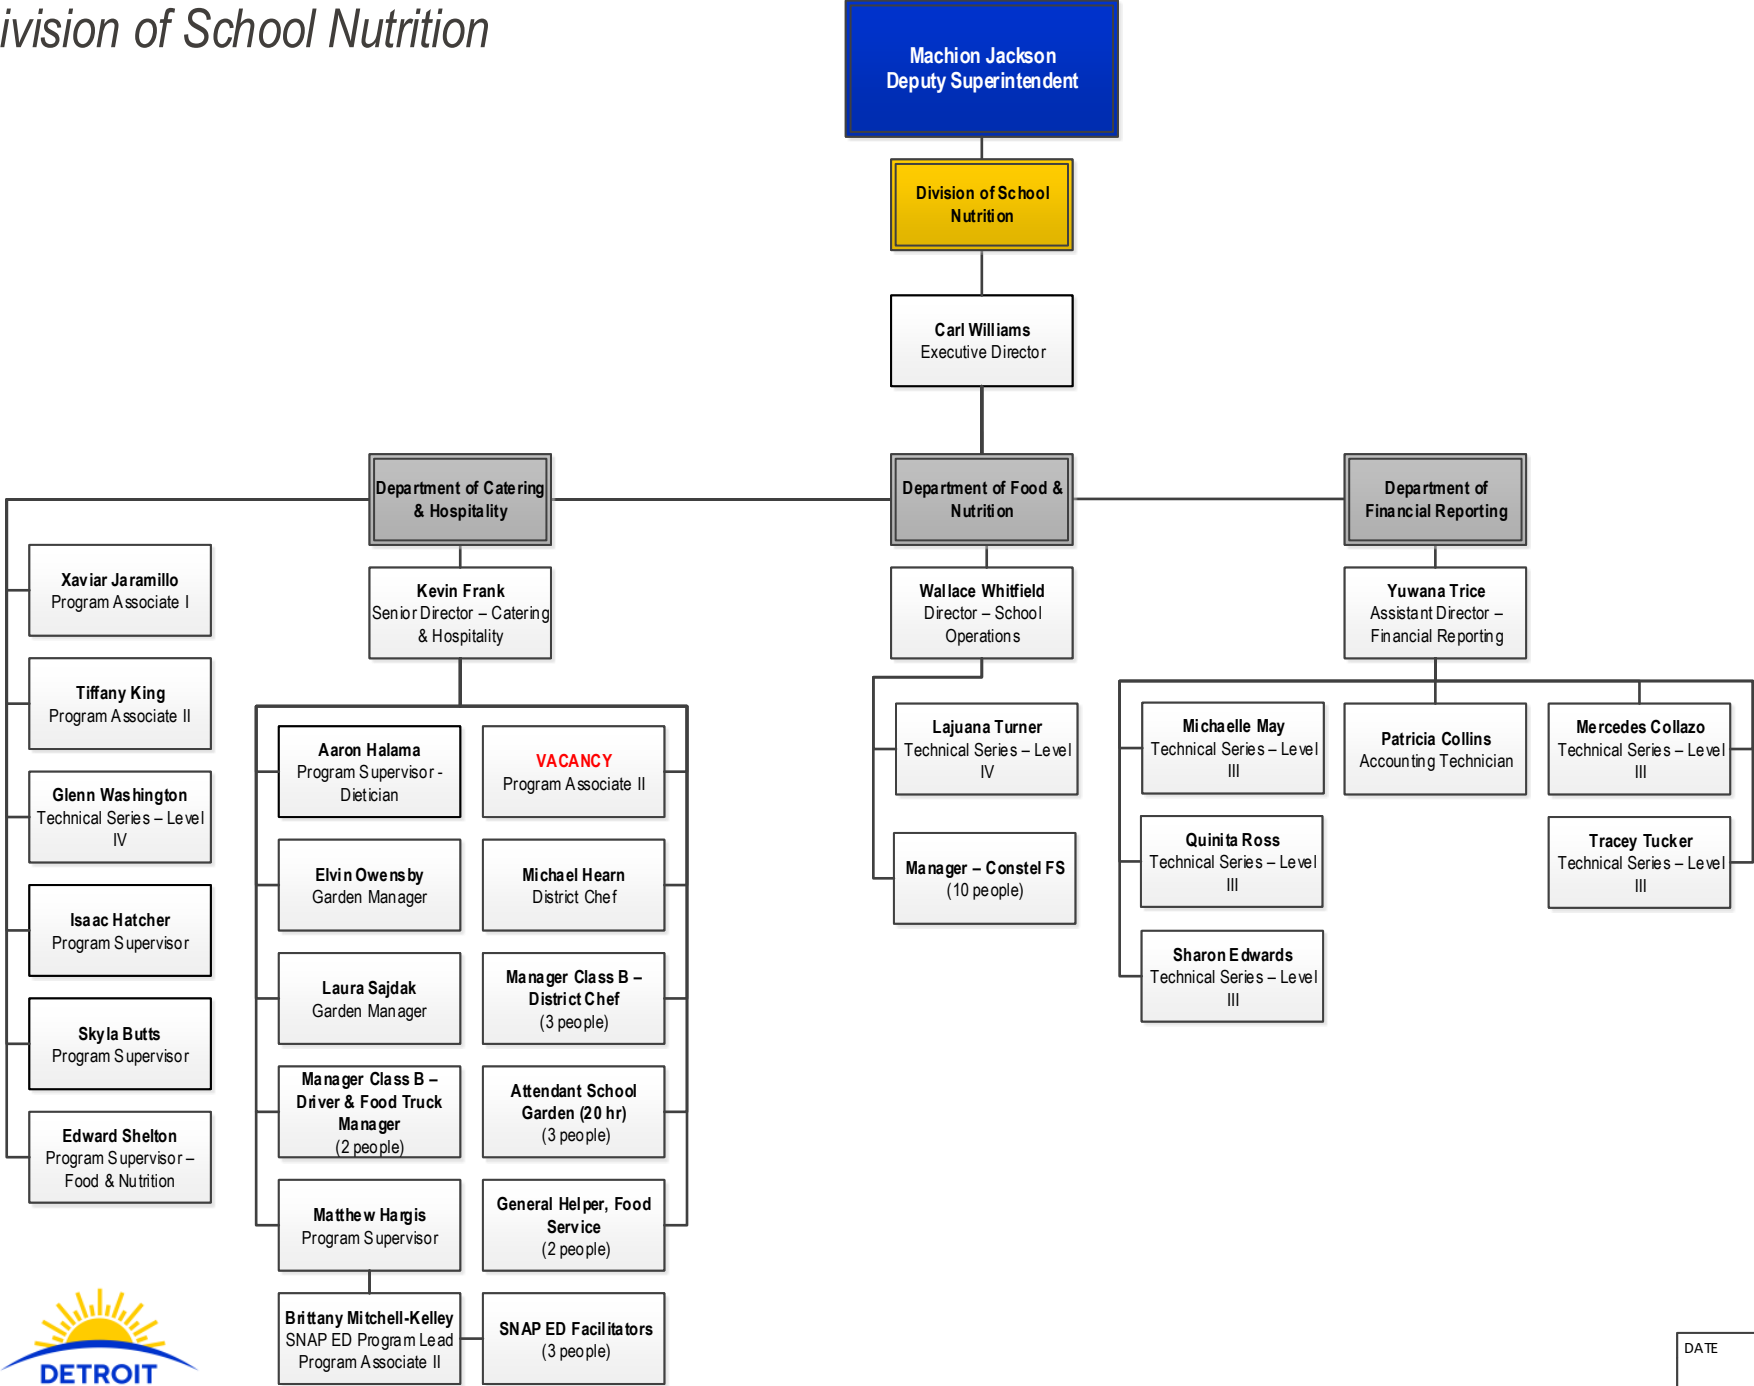 ivision of School Nutrition
Machion Jackson
Deputy Superintendent
Division of School
Nutrition
Carl Williams
Executive Director
Department of Catering
& Hospitality
Department of Food &
Nutrition
Department of
Financial Reporting
Xaviar Jaramillo
Program Associate I
Tiffany King
Program Associate II
Glenn Washington
Technical Series – Level
IV
Isaac Hatcher
Program Supervisor
Skyla Butts
Program Supervisor
Edward Shelton
Program Supervisor –
Food & Nutrition
Kevin Frank
Senior Director – Catering
& Hospitality
Aaron Halama
Program Supervisor -
Dietician
VACANCY
Program Associate II
Elvin Owensby
Garden Manager
Michael Hearn
District Chef
Laura Sajdak
Garden Manager
Manager Class B –
District Chef
(3 people)
Manager Class B –
Driver & Food Truck
Manager
(2 people)
Attendant School
Garden (20 hr)
(3 people)
Matthew Hargis
Program Supervisor
General Helper, Food
Service
(2 people)
Brittany Mitchell-Kelley
SNAP ED Program Lead
Program Associate II
SNAP ED Facilitators
(3 people)
Wallace Whitfield
Director – School
Operations
Lajuana Turner
Technical Series – Level
IV
Manager – Constel FS
(10 people)
Yuwana Trice
Assistant Director –
Financial Reporting
Michaelle May
Technical Series – Level
III
Patricia Collins
Accounting Technician
Mercedes Collazo
Technical Series – Level
III
Quinita Ross
Technical Series – Level
III
Tracey Tucker
Technical Series – Level
III
Sharon Edwards
Technical Series – Level
III
DETROIT
DATE